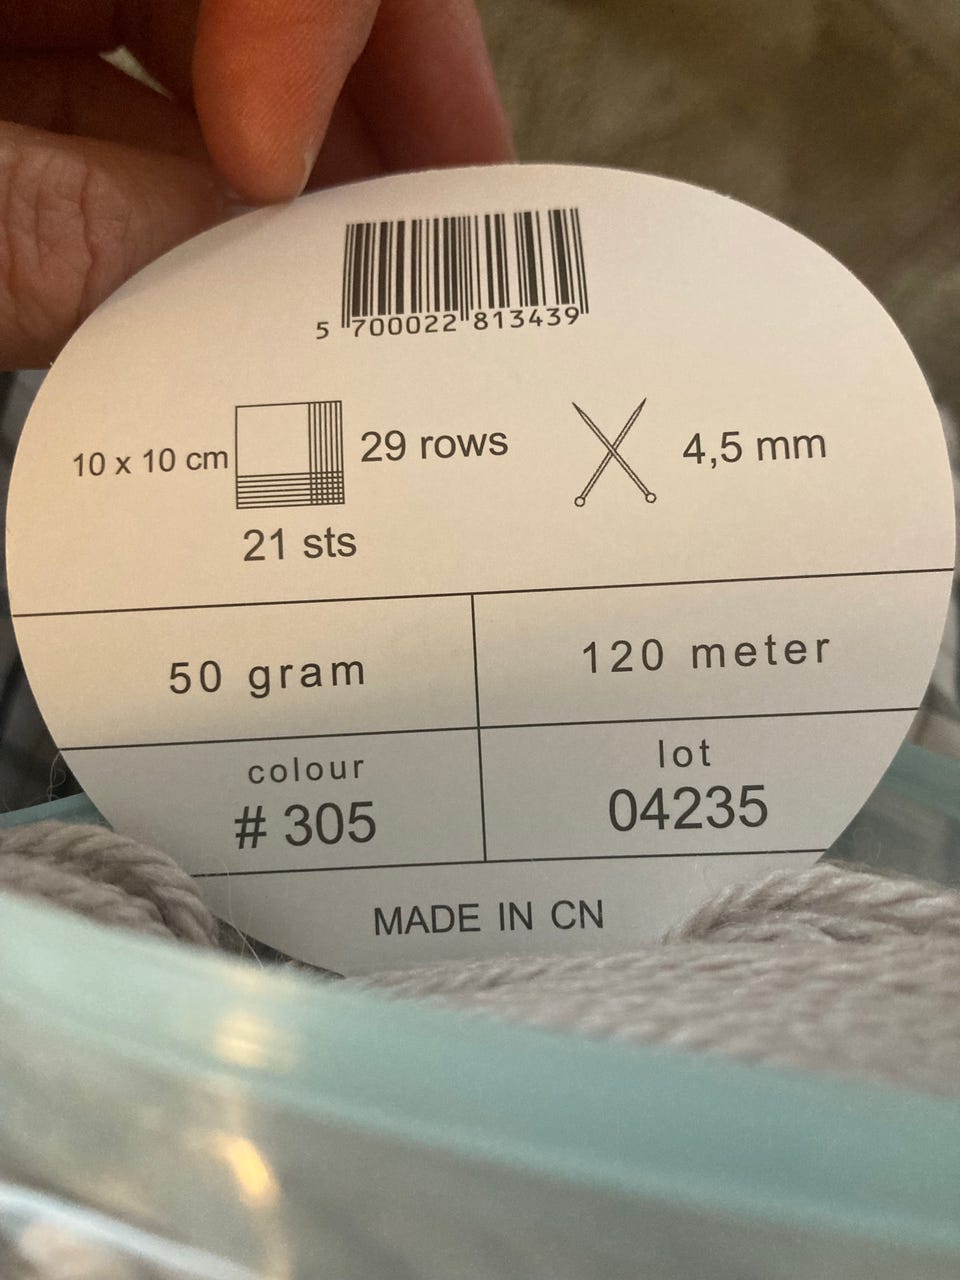 5 700022 813439
10 x 10 cm 29 rows 4,5 mm
21 sts
50 gram 120 meter
colour lot
# 305 04235
MADE IN CN